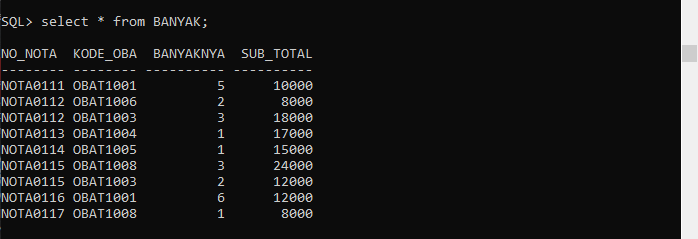 SQL> select * from BANYAK;
NO_NOTA  KODE_OBA  BANYAKNYA  SUB_TOTAL
-------- -------- ---------- ----------
NOTA0111 OBAT1001          5      10000
NOTA0112 OBAT1006          2       8000
NOTA0112 OBAT1003          3      18000
NOTA0113 OBAT1004          1      17000
NOTA0114 OBAT1005          1      15000
NOTA0115 OBAT1008          3      24000
NOTA0115 OBAT1003          2      12000
NOTA0116 OBAT1001          6      12000
NOTA0117 OBAT1008          1       8000